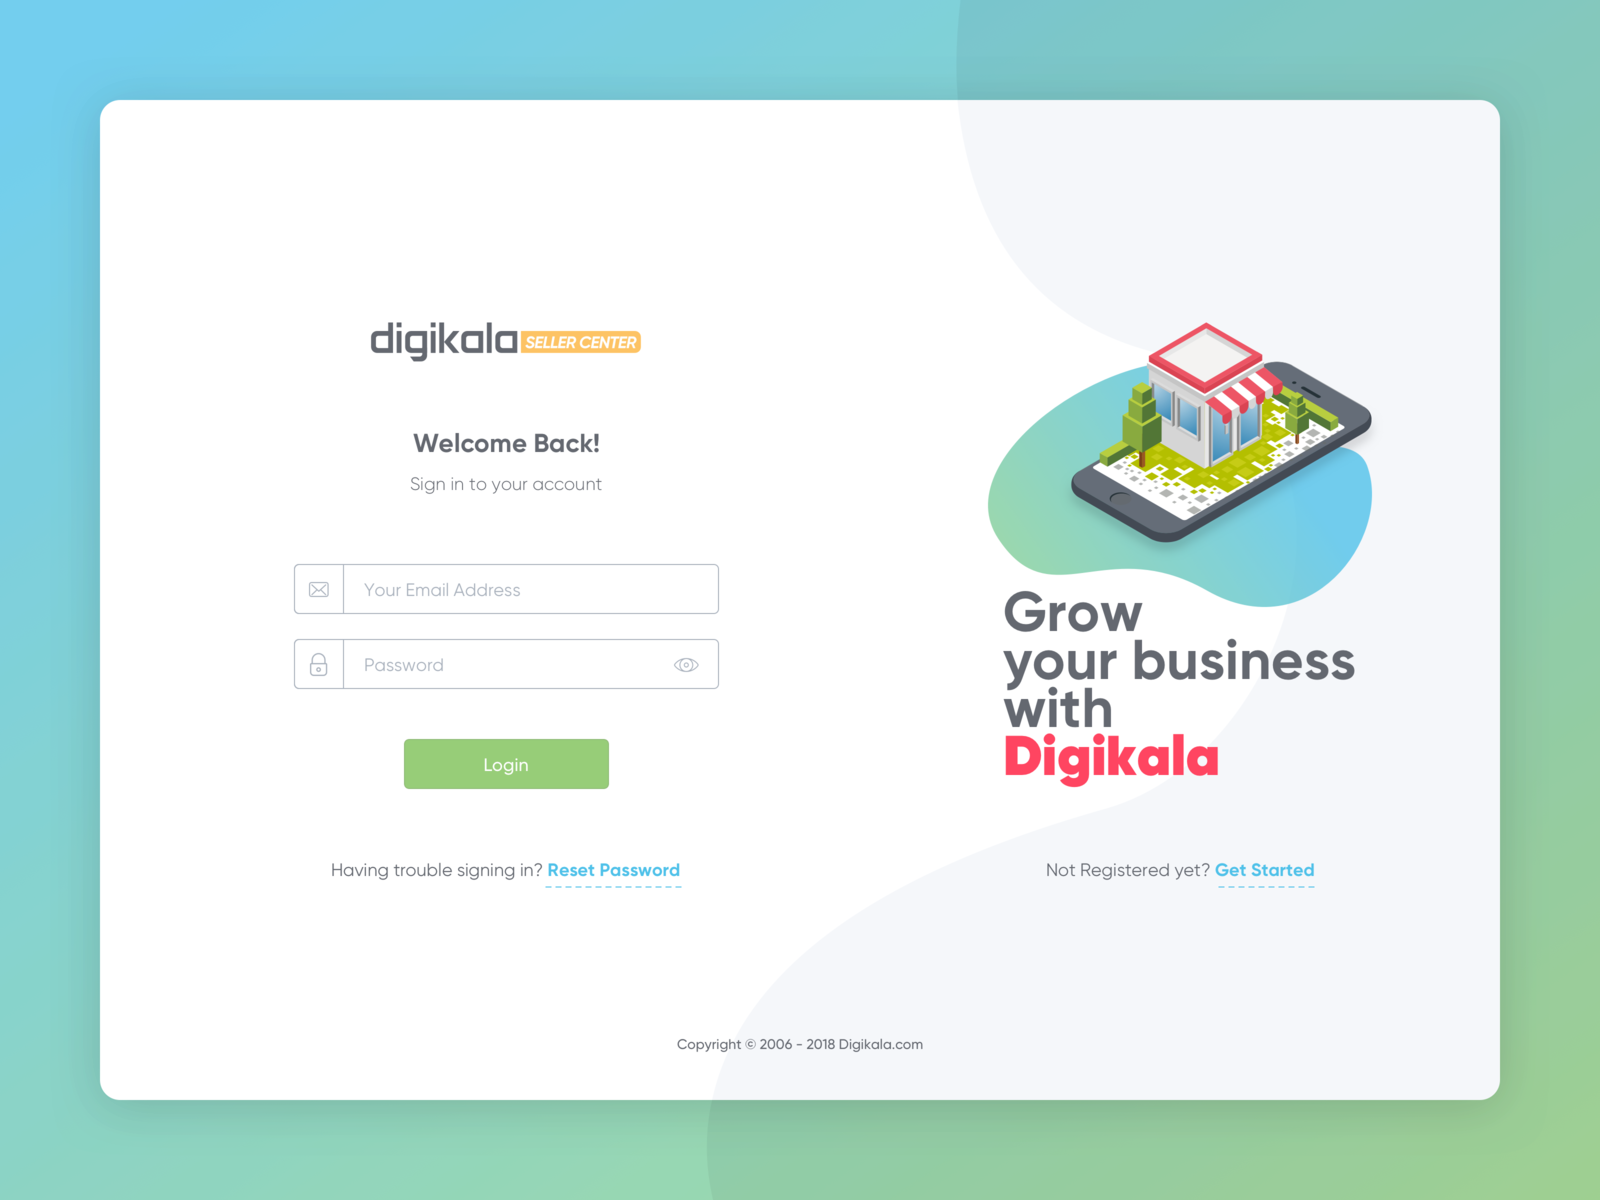 digikala SELLER CENTER
Welcome Back!
Sign in to your account
Your Email Address
Password
Login
Having trouble signing in? Reset Password
Grow
your business
with
Digikala
Not Registered yet? Get Started
Copyright © 2006 - 2018 Digikala.com